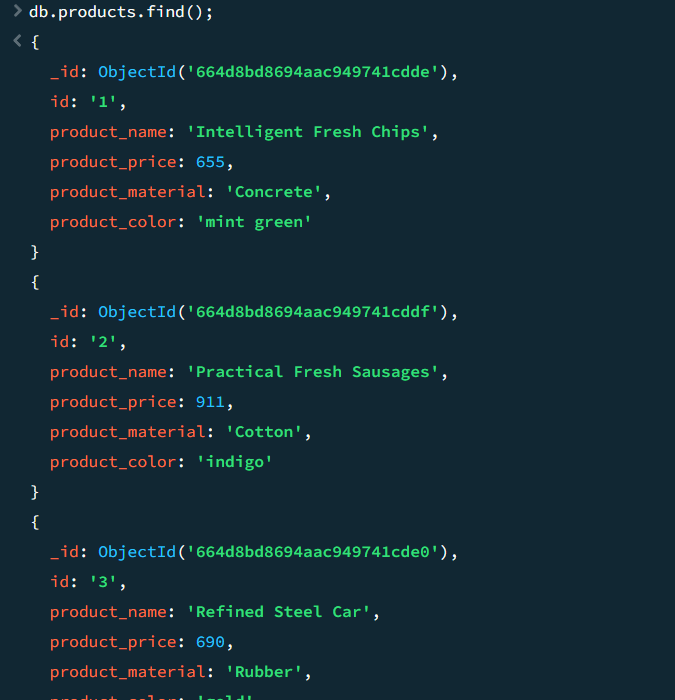 > db.products.find();
< {
_id: ObjectId('664d8bd8694aac949741cdde'),
id: '1',
product_name: 'Intelligent Fresh Chips',
product_price: 655,
product_material: 'Concrete',
product_color: 'mint green'
}
{
_id: ObjectId('664d8bd8694aac949741cddf'),
id: '2',
product_name: 'Practical Fresh Sausages',
product_price: 911,
product_material: 'Cotton',
product_color: 'indigo'
}
{
_id: ObjectId('664d8bd8694aac949741cde0'),
id: '3',
product_name: 'Refined Steel Car',
product_price: 690,
product_material: 'Rubber',
product_color: 'gold'